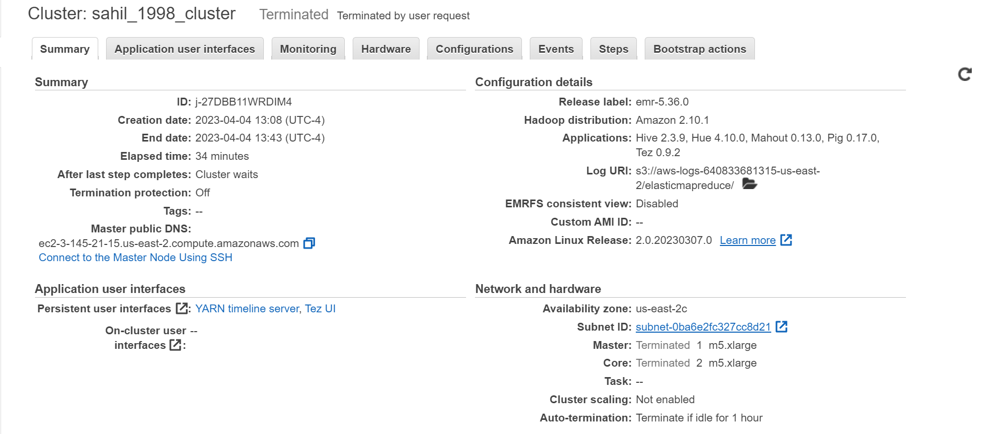 Cluster: sahil_1998_cluster Terminated Terminated by user request
Summary Application user interfaces Monitoring Hardware Configurations Events Steps Bootstrap actions
Summary
ID: j-27DBB11WRDIM4
Creation date: 2023-04-04 13:08 (UTC-4)
End date: 2023-04-04 13:43 (UTC-4)
Elapsed time: 34 minutes
After last step completes: Cluster waits
Termination protection: Off
Tags: --
Master public DNS:
ec2-3-145-21-15.us-east-2.compute.amazonaws.com
Connect to the Master Node Using SSH
Configuration details
Release label: emr-5.36.0
Hadoop distribution: Amazon 2.10.1
Applications: Hive 2.3.9, Hue 4.10.0, Mahout 0.13.0, Pig 0.17.0,
Tez 0.9.2
Log URI: s3://aws-logs-640833681315-us-east-
2/elasticmapreduce/
EMRFS consistent view: Disabled
Custom AMI ID: --
Amazon Linux Release: 2.0.20230307.0 Learn more
Application user interfaces
Persistent user interfaces : YARN timeline server, Tez UI
On-cluster user --
interfaces :
Network and hardware
Availability zone: us-east-2c
Subnet ID: subnet-0ba6e2fc327cc8d21
Master: Terminated 1 m5.xlarge
Core: Terminated 2 m5.xlarge
Task: --
Cluster scaling: Not enabled
Auto-termination: Terminate if idle for 1 hour